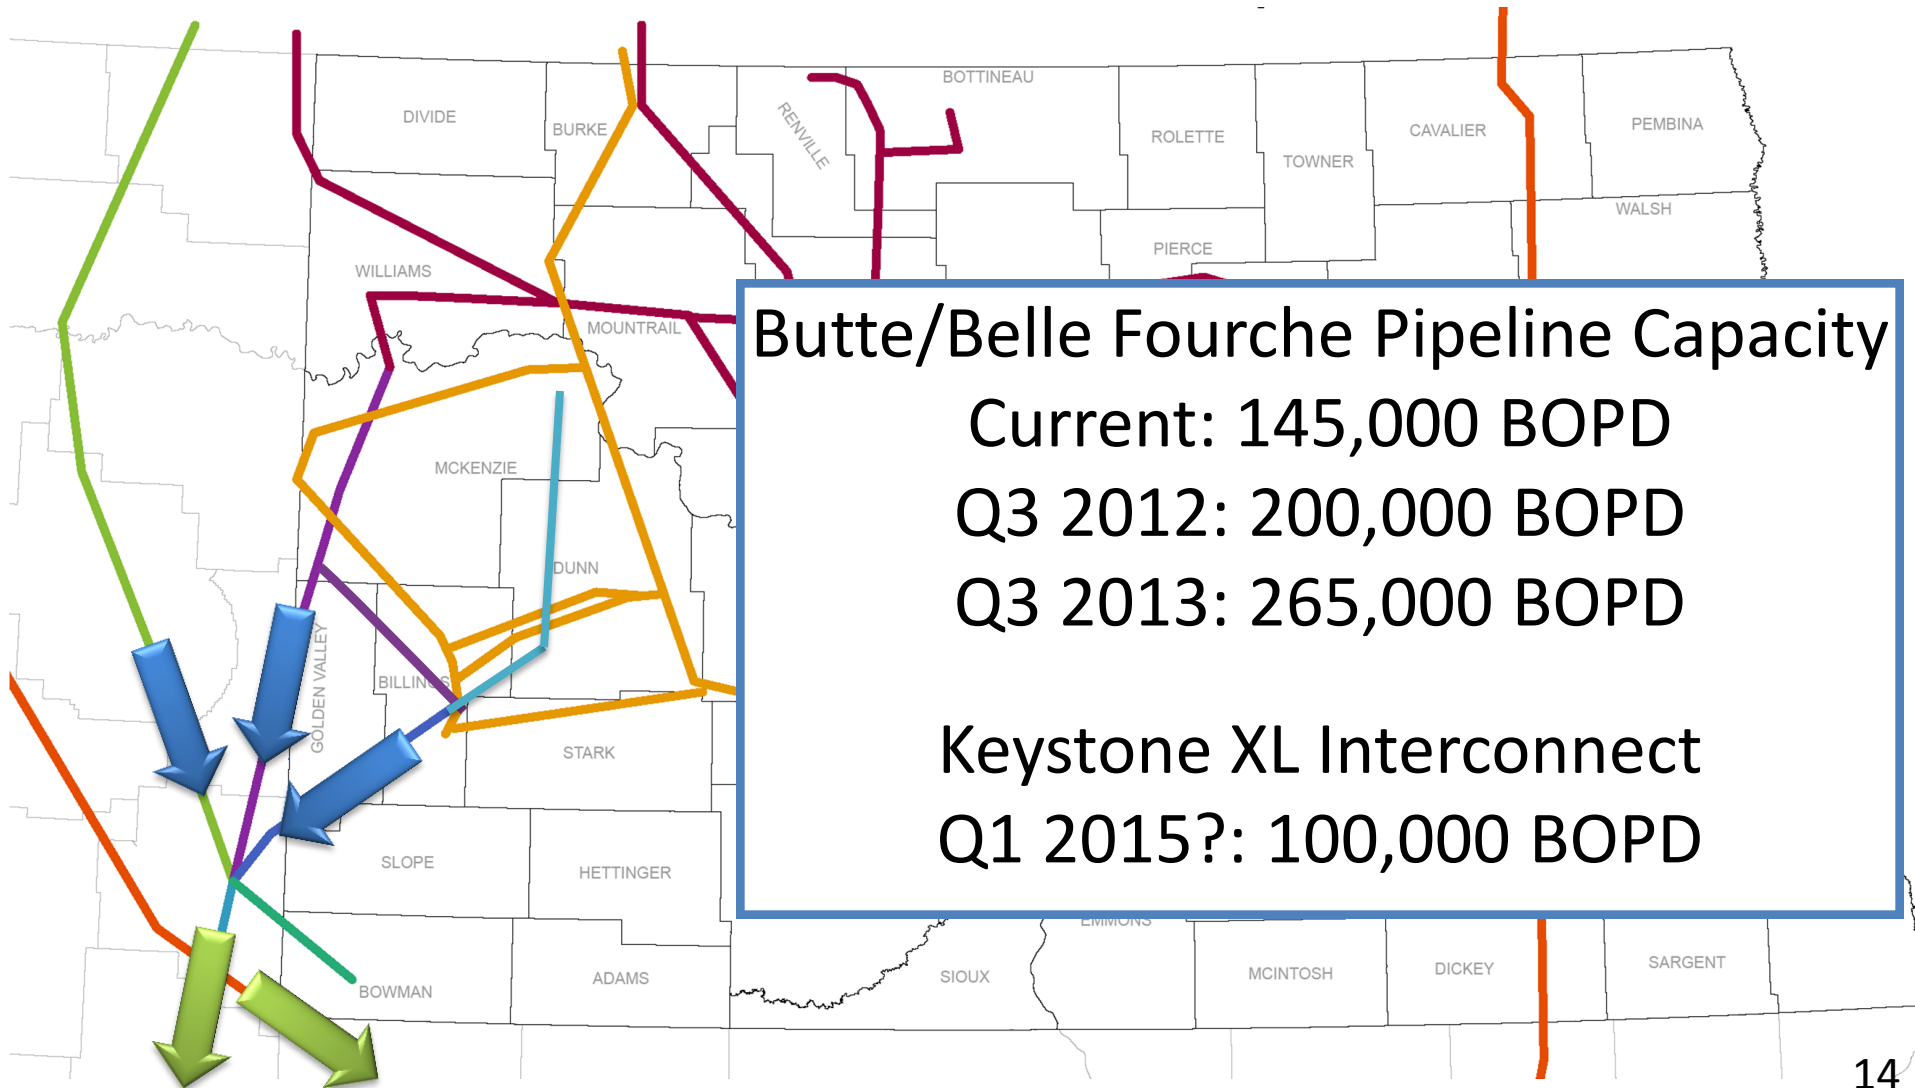 BOTTINEAU
DIVIDE
BURKE
RENVILLE
ROLETTE
TOWNER
CAVALIER
PEMBINA
WALSH
PIERCE
WILLIAMS
MOUNTRAIL
Butte/Belle Fourche Pipeline Capacity
Current: 145,000 BOPD
Q3 2012: 200,000 BOPD
Q3 2013: 265,000 BOPD
Keystone XL Interconnect
Q1 2015?: 100,000 BOPD
MCKENZIE
DUNN
GOLDEN VALLEY
BILLINGS
STARK
SLOPE
HETTINGER
EMMONS
BOWMAN
ADAMS
SIOUX
MCINTOSH
DICKEY
SARGENT
14